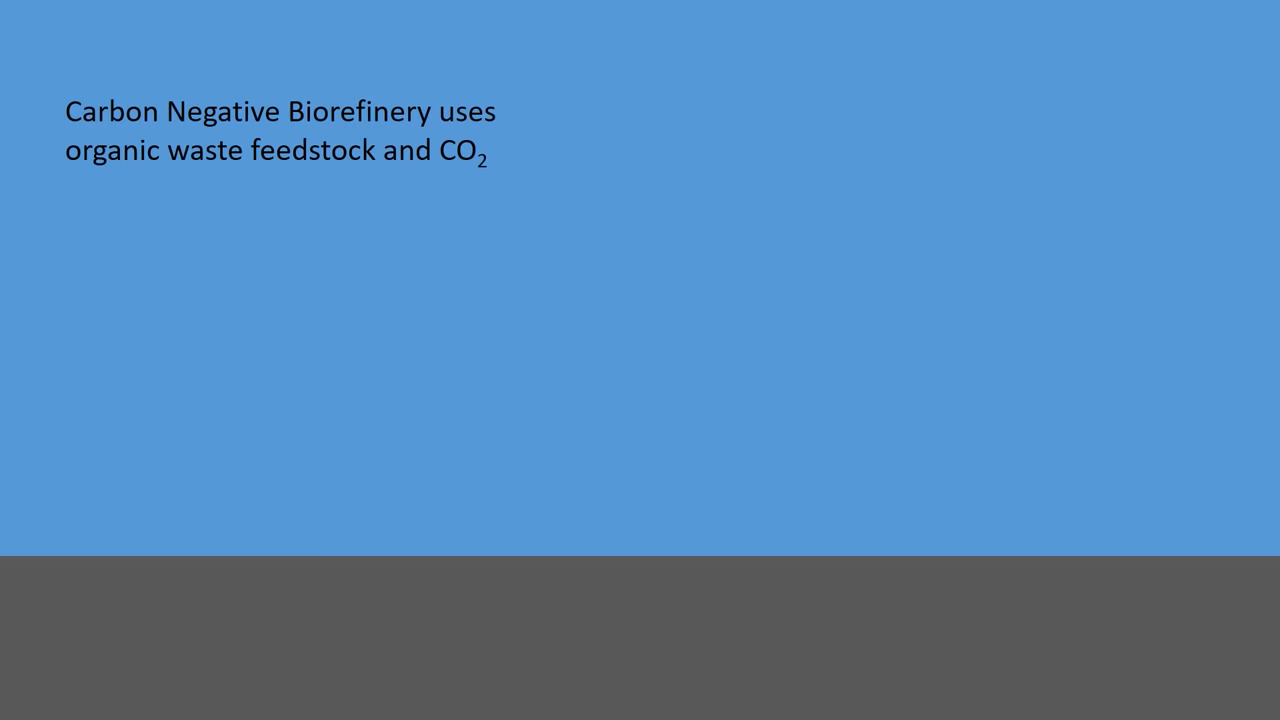 Carbon Negative Biorefinery uses
organic waste feedstock and CO₂